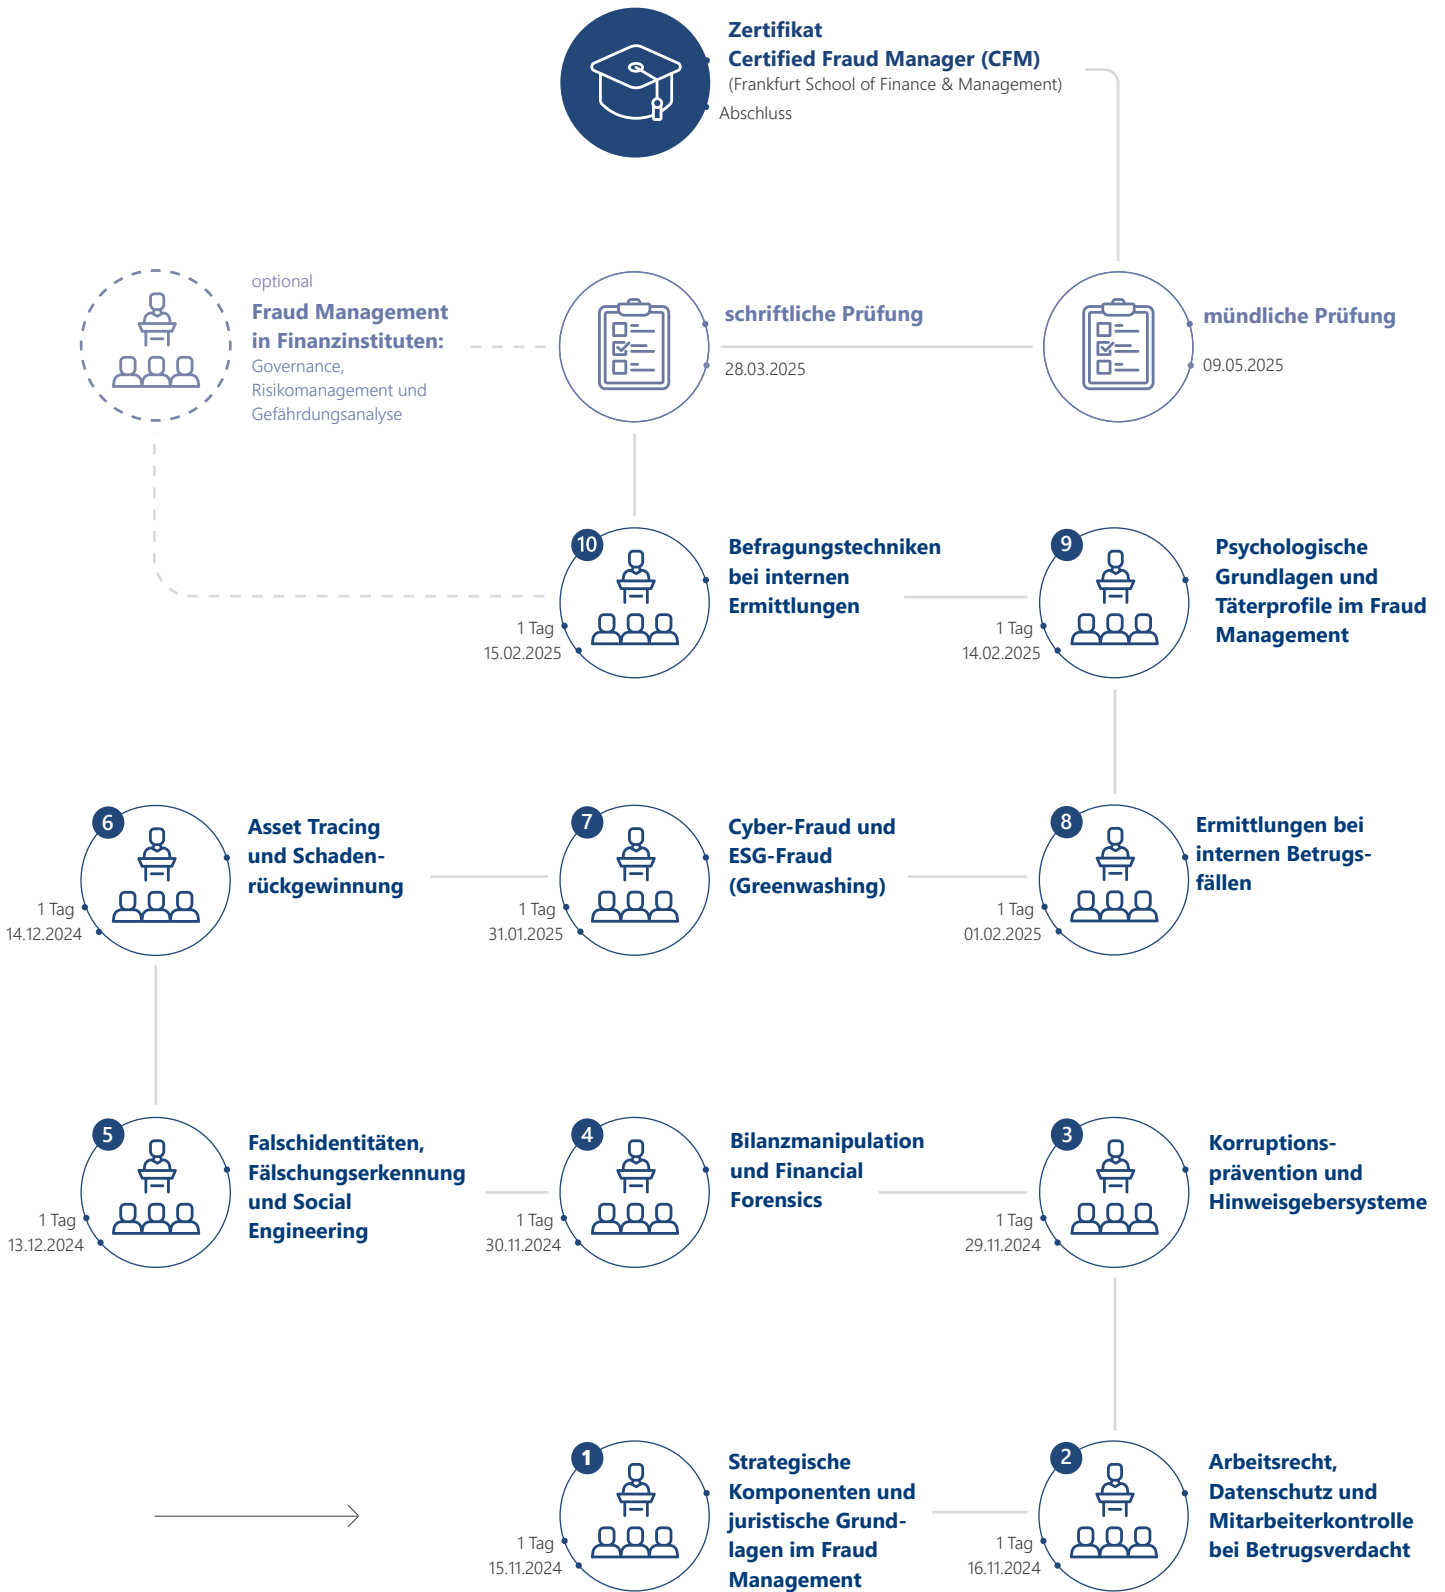 Zertifikat
Certified Fraud Manager (CFM)
(Frankfurt School of Finance & Management)
Abschluss
optional
Fraud Management
in Finanzinstituten:
Governance,
Risikomanagement und
Gefährdungsanalyse
schriftliche Prüfung
28.03.2025
mündliche Prüfung
09.05.2025
10
Befragungstechniken
bei internen
Ermittlungen
1 Tag
15.02.2025
9
Psychologische
Grundlagen und
Täterprofile im Fraud
Management
1 Tag
14.02.2025
6
Asset Tracing
und Schaden-
rückgewinnung
1 Tag
14.12.2024
7
Cyber-Fraud und
ESG-Fraud
(Greenwashing)
1 Tag
31.01.2025
8
Ermittlungen bei
internen Betrugs-
fällen
1 Tag
01.02.2025
5
Falschidentitäten,
Fälschungserkennung
und Social
Engineering
1 Tag
13.12.2024
4
Bilanzmanipulation
und Financial
Forensics
1 Tag
30.11.2024
3
Korruptions-
prävention und
Hinweisgebersysteme
1 Tag
29.11.2024
1
Strategische
Komponenten und
juristische Grund-
lagen im Fraud
Management
1 Tag
15.11.2024
2
Arbeitsrecht,
Datenschutz und
Mitarbeiterkontrolle
bei Betrugsverdacht
1 Tag
16.11.2024